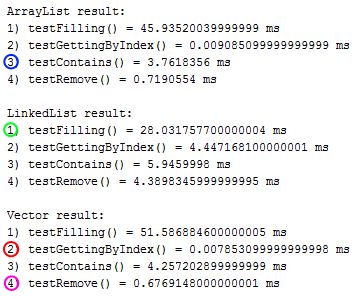 ArrayList result:
1) testFilling() = 45.93520039999999 ms
2) testGettingByIndex() = 0.009085099999999999 ms
3) testContains() = 3.7618356 ms
4) testRemove() = 0.7190554 ms
LinkedList result:
1) testFilling() = 28.031757700000004 ms
2) testGettingByIndex() = 4.447168100000001 ms
3) testContains() = 5.9459998 ms
4) testRemove() = 4.3898345999999995 ms
Vector result:
1) testFilling() = 51.586884600000005 ms
2) testGettingByIndex() = 0.007853099999999998 ms
3) testContains() = 4.257202899999999 ms
4) testRemove() = 0.6769148000000001 ms